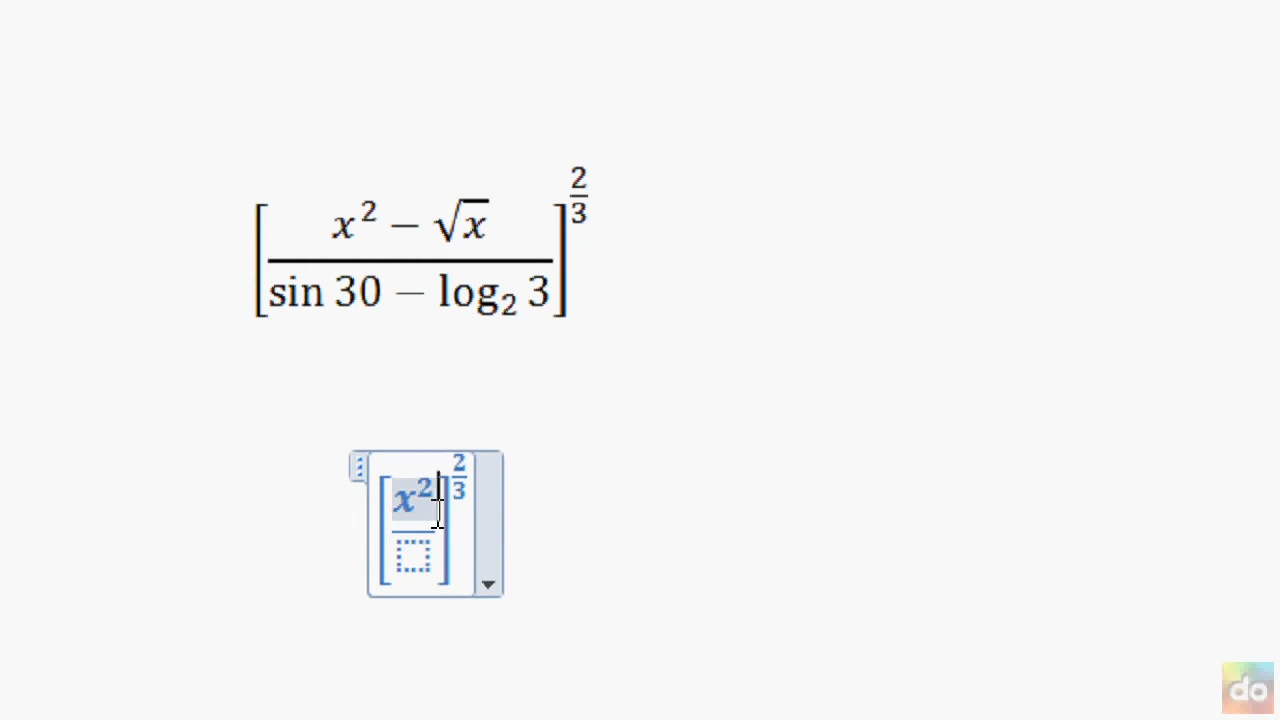 [(x² − √x)/(sin 30 − log₂ 3)]^(2/3)
[x²/⬚]^(2/3)
do